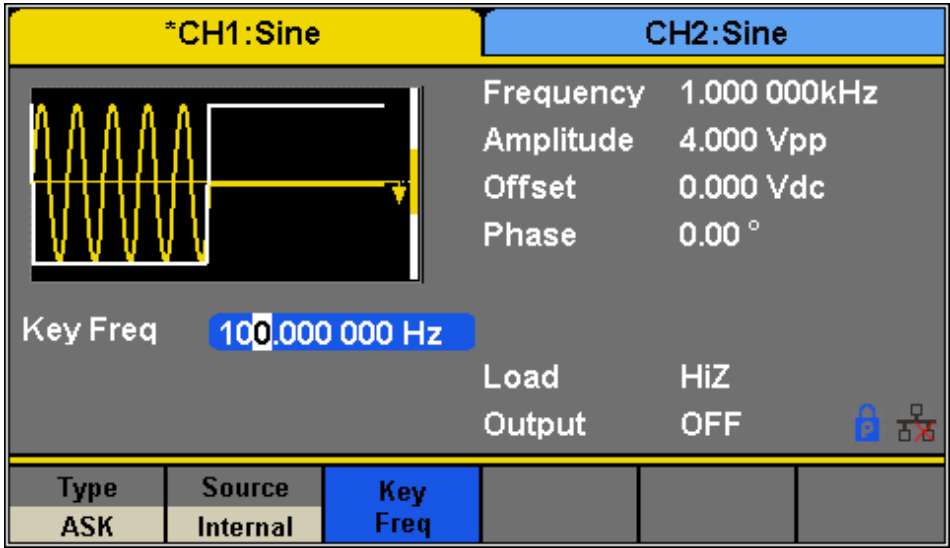 *CH1:Sine CH2:Sine
Frequency 1.000 000kHz
Amplitude 4.000 Vpp
Offset 0.000 Vdc
Phase 0.00 °
Key Freq 100.000 000 Hz
Load HiZ
Output OFF
P
Type Source Key
ASK Internal Freq